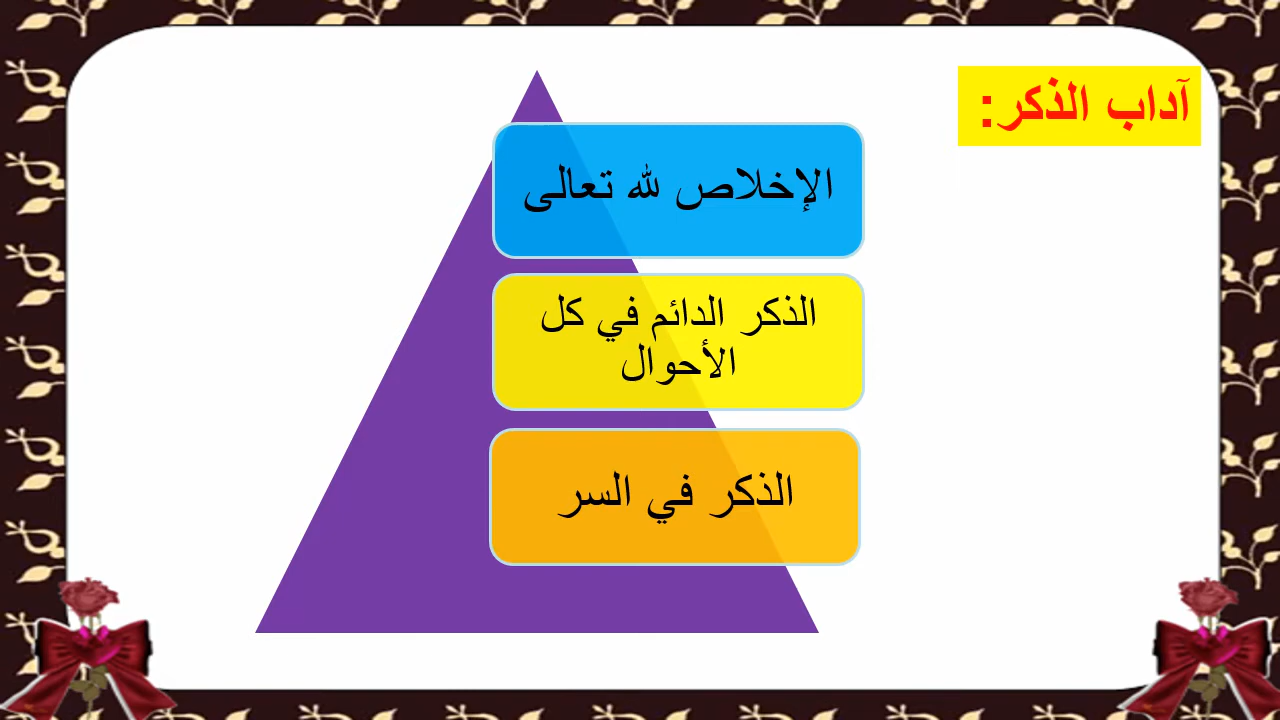 آداب الذكر:
الإخلاص لله تعالى
الذكر الدائم في كل
الأحوال
الذكر في السر